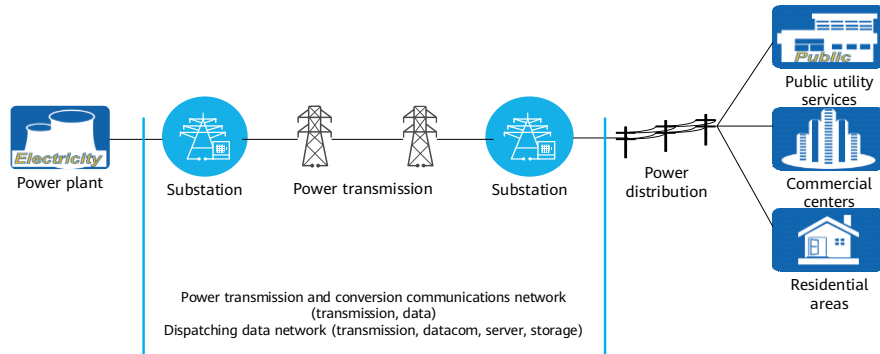 Public
Public utility
services
Electricity
Power plant
Substation
Power transmission
Substation
Power
distribution
Commercial
centers
Residential
areas
Power transmission and conversion communications network
(transmission, data)
Dispatching data network (transmission, datacom, server, storage)